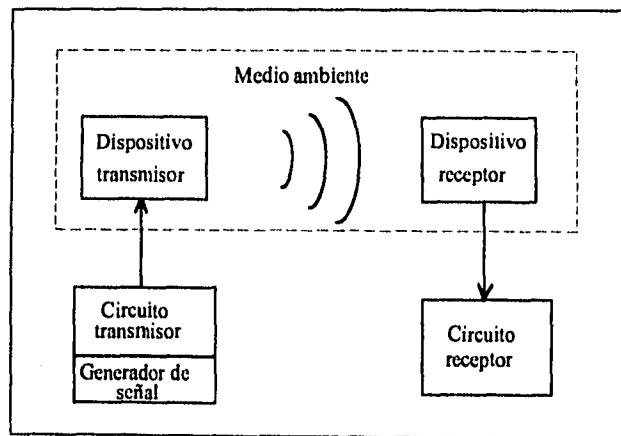 Medio ambiente
Dispositivo
transmisor
Dispositivo
receptor
Circuito
transmisor
Generador de
señal
Circuito
receptor